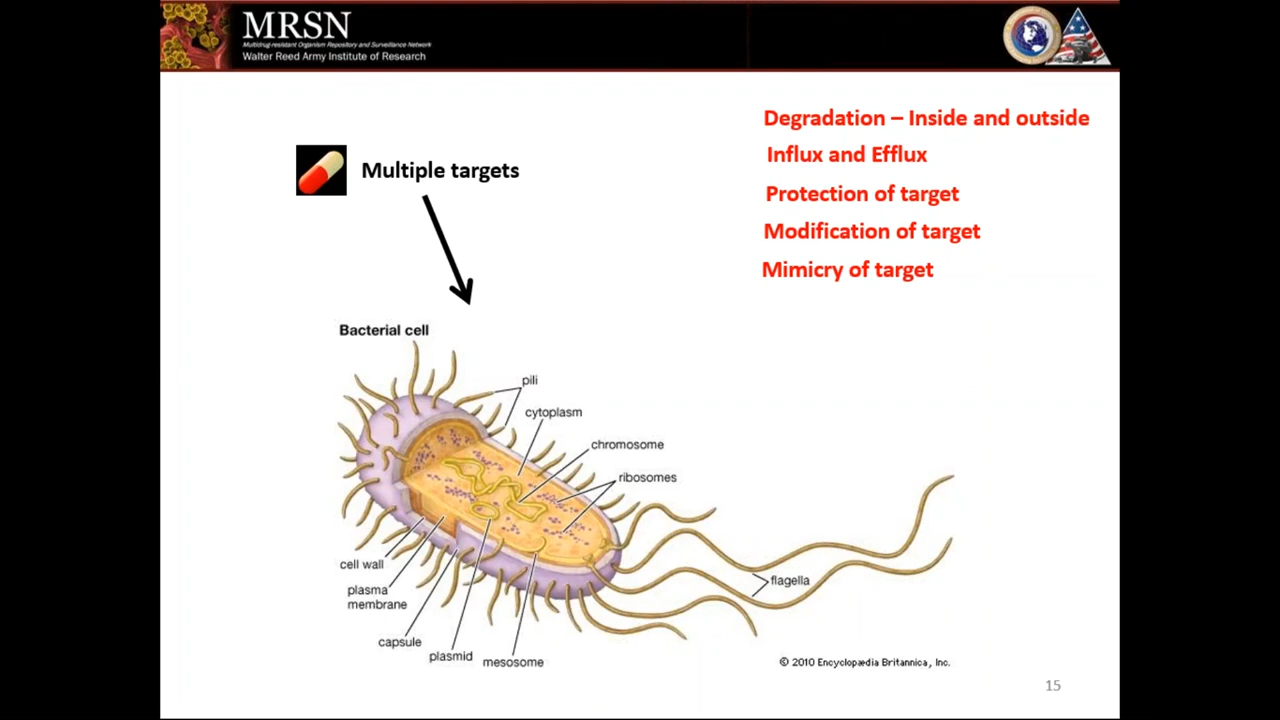 MRSN
Multidrug-resistant Organism Repository and Surveillance Network
Walter Reed Army Institute of Research
Degradation – Inside and outside
Influx and Efflux
Protection of target
Modification of target
Mimicry of target
Multiple targets
Bacterial cell
pili
cytoplasm
chromosome
ribosomes
cell wall
plasma
membrane
capsule
plasmid
mesosome
flagella
© 2010 Encyclopædia Britannica, Inc.
15